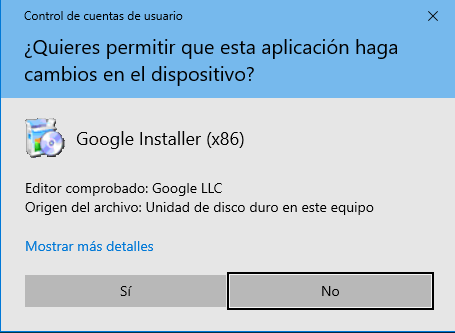 Control de cuentas de usuario
¿Quieres permitir que esta aplicación haga
cambios en el dispositivo?
Google Installer (x86)
Editor comprobado: Google LLC
Origen del archivo: Unidad de disco duro en este equipo
Mostrar más detalles
Sí
No